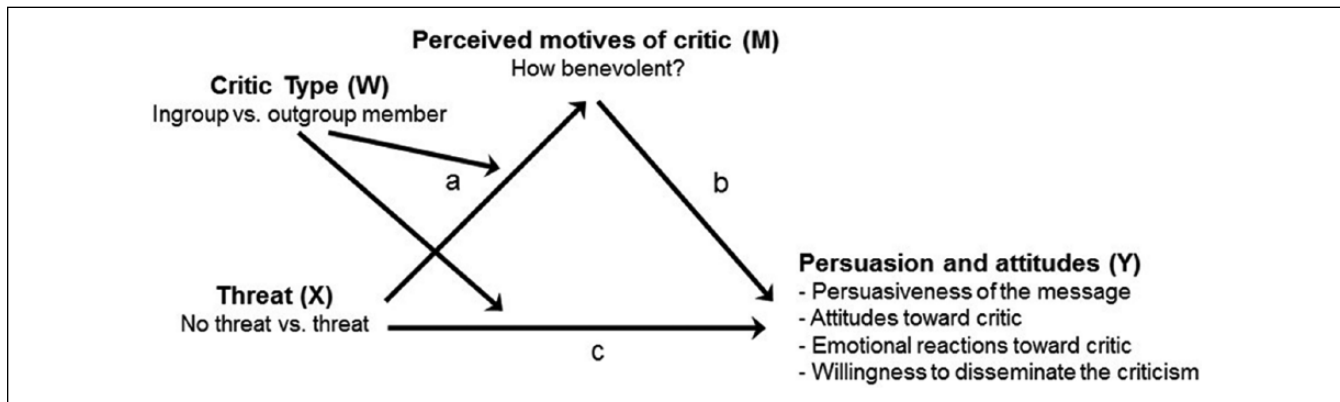 Perceived motives of critic (M)
How benevolent?
Critic Type (W)
Ingroup vs. outgroup member
a
b
Threat (X)
No threat vs. threat
c
Persuasion and attitudes (Y)
- Persuasiveness of the message
- Attitudes toward critic
- Emotional reactions toward critic
- Willingness to disseminate the criticism